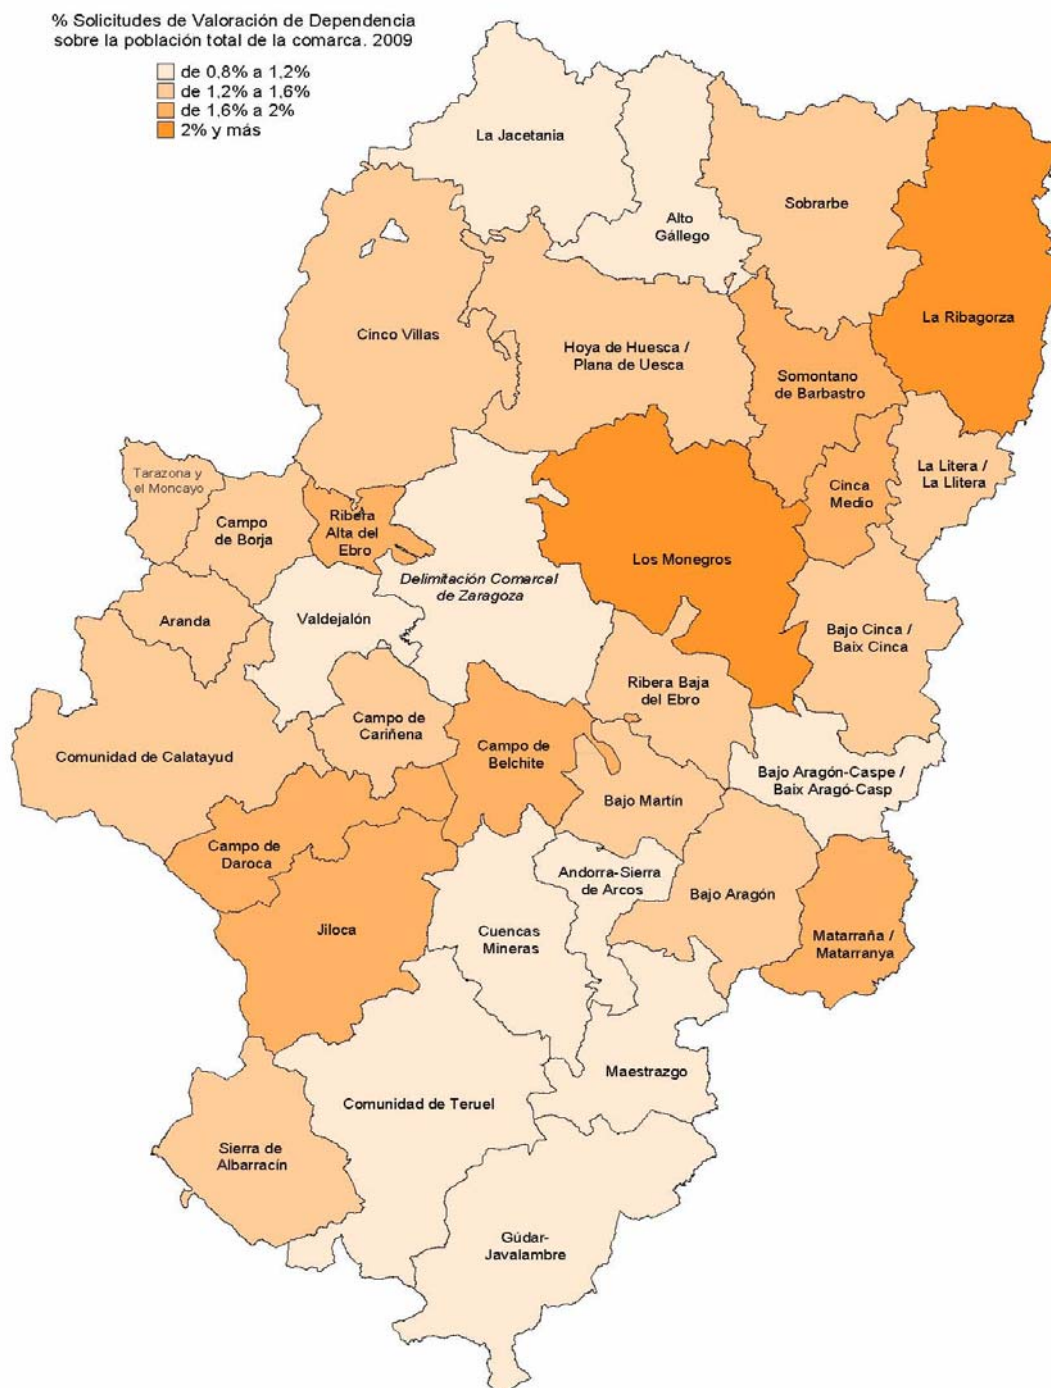 % Solicitudes de Valoración de Dependencia
sobre la población total de la comarca. 2009
de 0,8% a 1,2%
de 1,2% a 1,6%
de 1,6% a 2%
2% y más
La Jacetania
Alto
Gállego
Sobrarbe
La Ribagorza
Cinco Villas
Hoya de Huesca /
Plana de Uesca
Somontano
de Barbastro
La Litera /
La Llitera
Tarazona y
el Moncayo
Cinca
Medio
Campo
de Borja
Ribera
Alta del
Ebro
Los Monegros
Delimitación Comarcal
de Zaragoza
Aranda
Valdejalón
Bajo Cinca /
Baix Cinca
Ribera Baja
del Ebro
Campo de
Cariñena
Comunidad de Calatayud
Campo de
Belchite
Bajo Aragón-Caspe /
Baix Aragó-Casp
Bajo Martín
Campo de
Daroca
Andorra-Sierra
de Arcos
Bajo Aragón
Jiloca
Cuencas
Mineras
Matarraña /
Matarranya
Maestrazgo
Comunidad de Teruel
Sierra de
Albarracín
Gúdar-
Javalambre